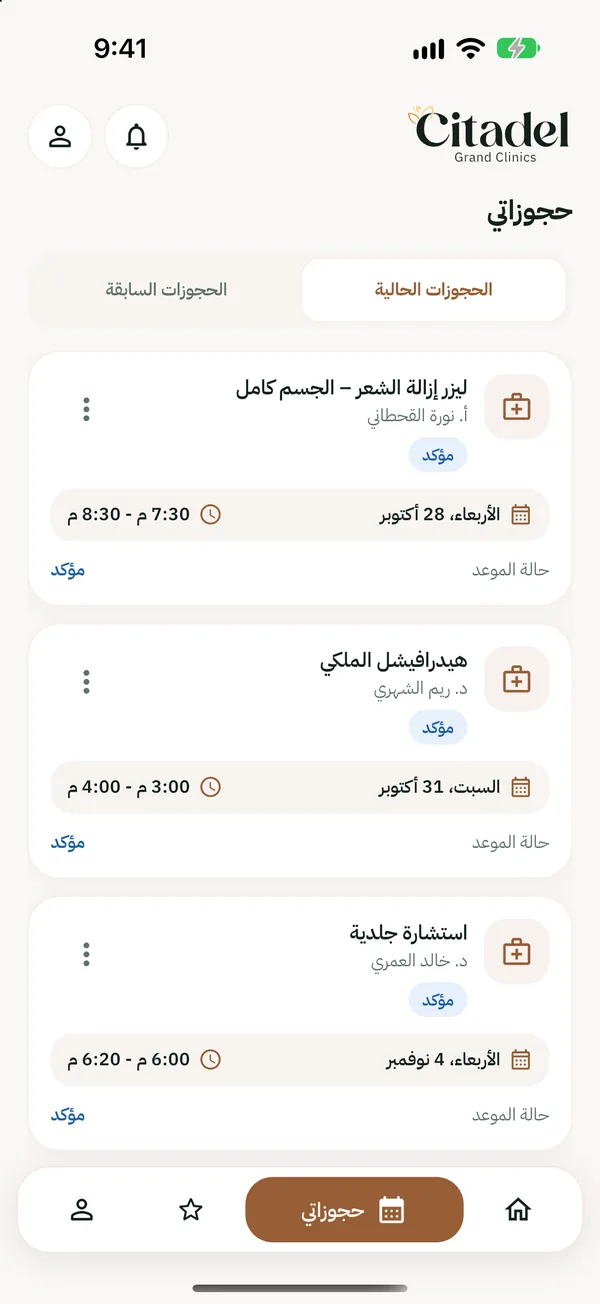 9:41
Citadel
Grand Clinics
حجوزاتي
الحجوزات الحالية
الحجوزات السابقة
ليزر إزالة الشعر – الجسم كامل
أ. نورة القحطاني
مؤكد
الأربعاء، 28 أكتوبر
7:30 م - 8:30 م
حالة الموعد
مؤكد
هيدرافيشل الملكي
د. ريم الشهري
مؤكد
السبت، 31 أكتوبر
3:00 م - 4:00 م
حالة الموعد
مؤكد
استشارة جلدية
د. خالد العمري
مؤكد
الأربعاء، 4 نوفمبر
6:00 م - 6:20 م
حالة الموعد
مؤكد
حجوزاتي